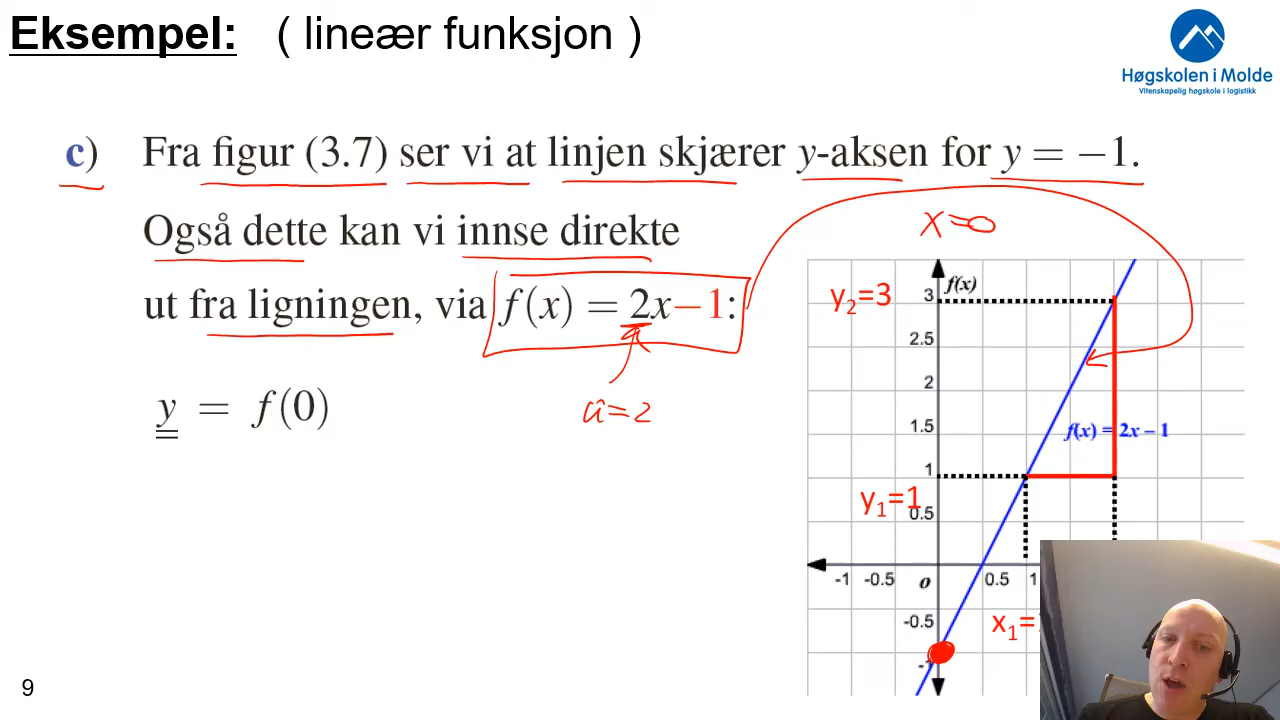 Eksempel: ( lineær funksjon )
Høgskolen i Molde
Vitenskapelig høgskole i logistikk
c) Fra figur (3.7) ser vi at linjen skjærer y-aksen for y = −1.
Også dette kan vi innse direkte
x=0
ut fra ligningen, via f(x) = 2x−1:
a=2
y = f(0)
f(x)
y₂=3
3
2.5
2
1.5
f(x) = 2x − 1
1
y₁=1
0.5
-1 -0.5 0 0.5 1
-0.5
x₁=
-1
9